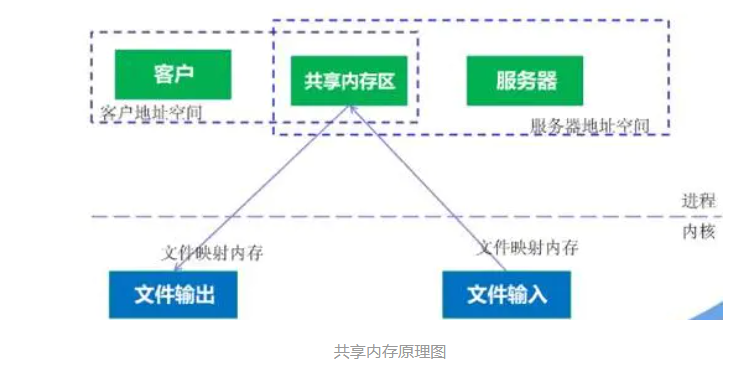 客户
共享内存区
服务器
客户地址空间
服务器地址空间
进程
内核
文件映射内存
文件映射内存
文件输出
文件输入
共享内存原理图